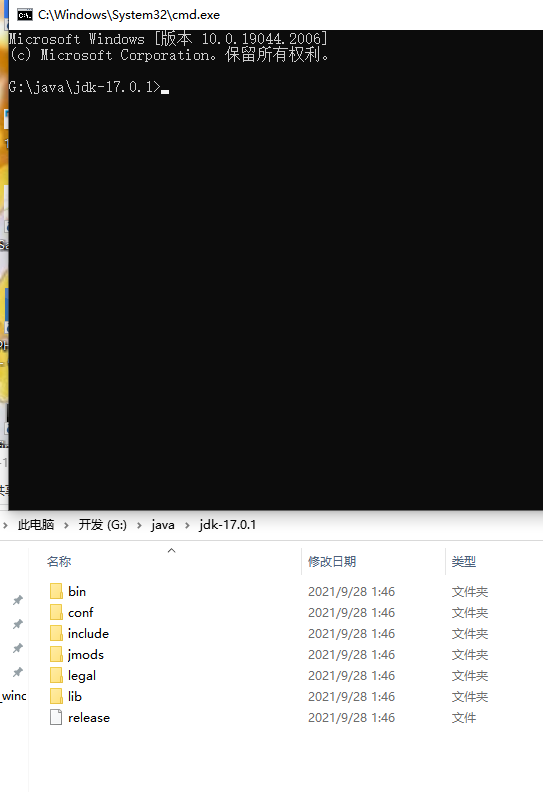 C:\Windows\System32\cmd.exe
Microsoft Windows [版本 10.0.19044.2006]
(c) Microsoft Corporation。保留所有权利。
G:\java\jdk-17.0.1>
此电脑 > 开发 (G:) > java > jdk-17.0.1
名称 修改日期 类型
bin 2021/9/28 1:46 文件夹
conf 2021/9/28 1:46 文件夹
include 2021/9/28 1:46 文件夹
jmods 2021/9/28 1:46 文件夹
legal 2021/9/28 1:46 文件夹
_winc
lib 2021/9/28 1:46 文件夹
release 2021/9/28 1:46 文件